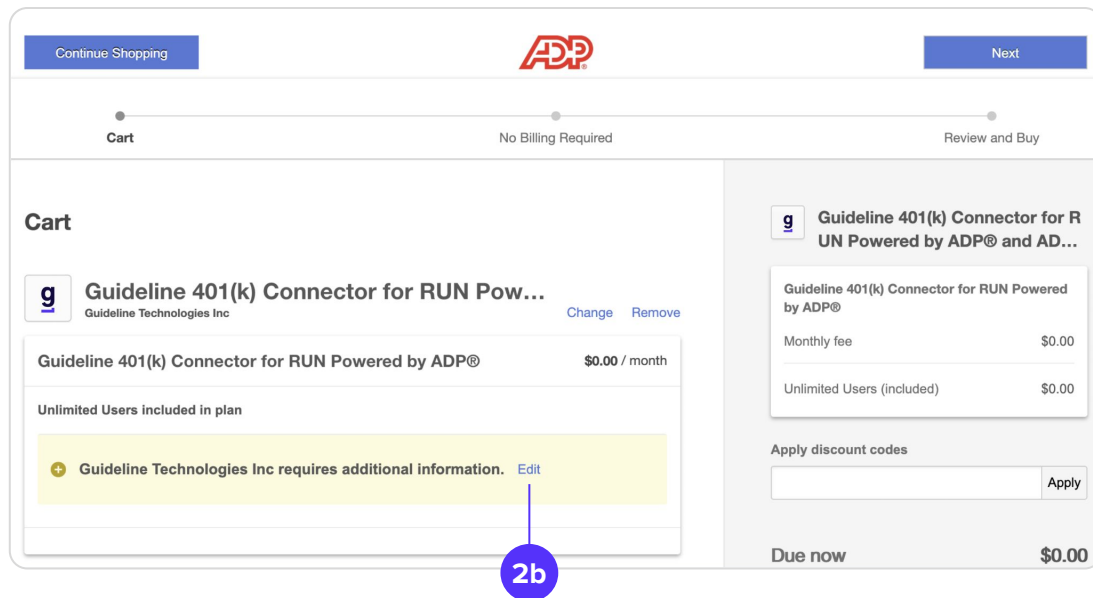 Continue Shopping
ADP
Next
Cart
No Billing Required
Review and Buy
Cart
g
Guideline 401(k) Connector for RUN Pow...
Guideline Technologies Inc
Change Remove
Guideline 401(k) Connector for RUN Powered by ADP®
$0.00 / month
Unlimited Users included in plan
Guideline Technologies Inc requires additional information. Edit
2b
g
Guideline 401(k) Connector for R
UN Powered by ADP® and AD...
Guideline 401(k) Connector for RUN Powered
by ADP®
Monthly fee $0.00
Unlimited Users (included) $0.00
Apply discount codes
Apply
Due now $0.00